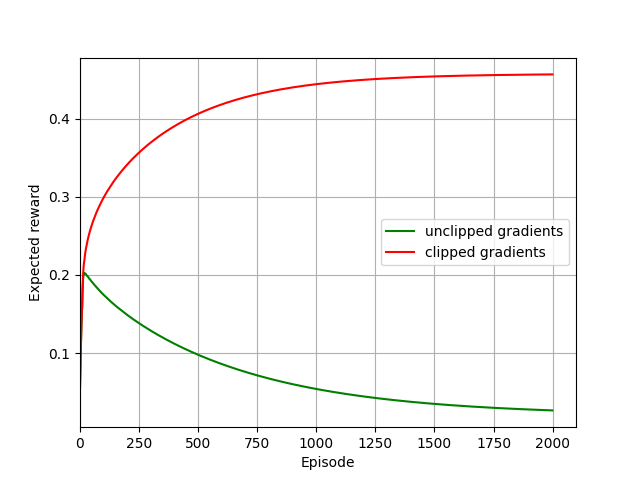 0.4
0.3
0.2
0.1
Expected reward
unclipped gradients
clipped gradients
0 250 500 750 1000 1250 1500 1750 2000
Episode